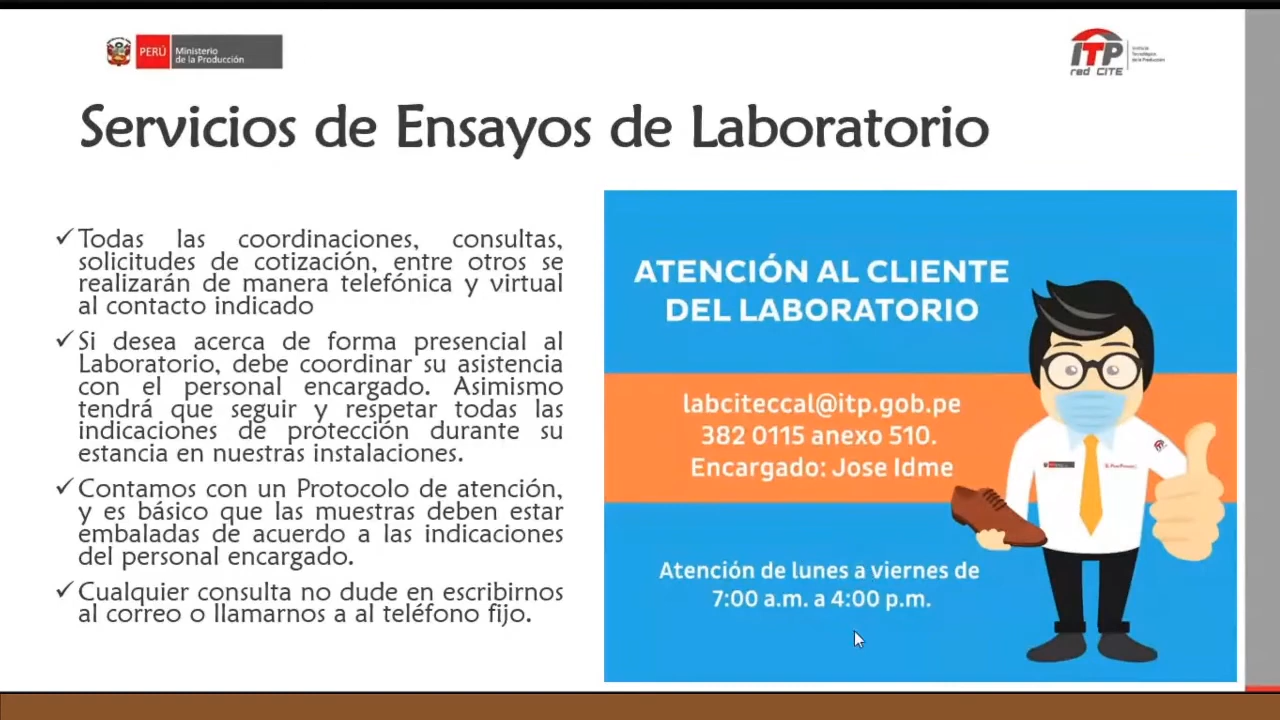 PERÚ
Ministerio
de la Producción
ITP
red CITE
Instituto
Tecnológico
de la Producción
Servicios de Ensayos de Laboratorio
Todas las coordinaciones, consultas,
solicitudes de cotización, entre otros se
realizarán de manera telefónica y virtual
al contacto indicado
Si desea acerca de forma presencial al
Laboratorio, debe coordinar su asistencia
con el personal encargado. Asimismo
tendrá que seguir y respetar todas las
indicaciones de protección durante su
estancia en nuestras instalaciones.
Contamos con un Protocolo de atención,
y es básico que las muestras deben estar
embaladas de acuerdo a las indicaciones
del personal encargado.
Cualquier consulta no dude en escribirnos
al correo o llamarnos a al teléfono fijo.
ATENCIÓN AL CLIENTE
DEL LABORATORIO
labciteccal@itp.gob.pe
382 0115 anexo 510.
Encargado: Jose Idme
Atención de lunes a viernes de
7:00 a.m. a 4:00 p.m.